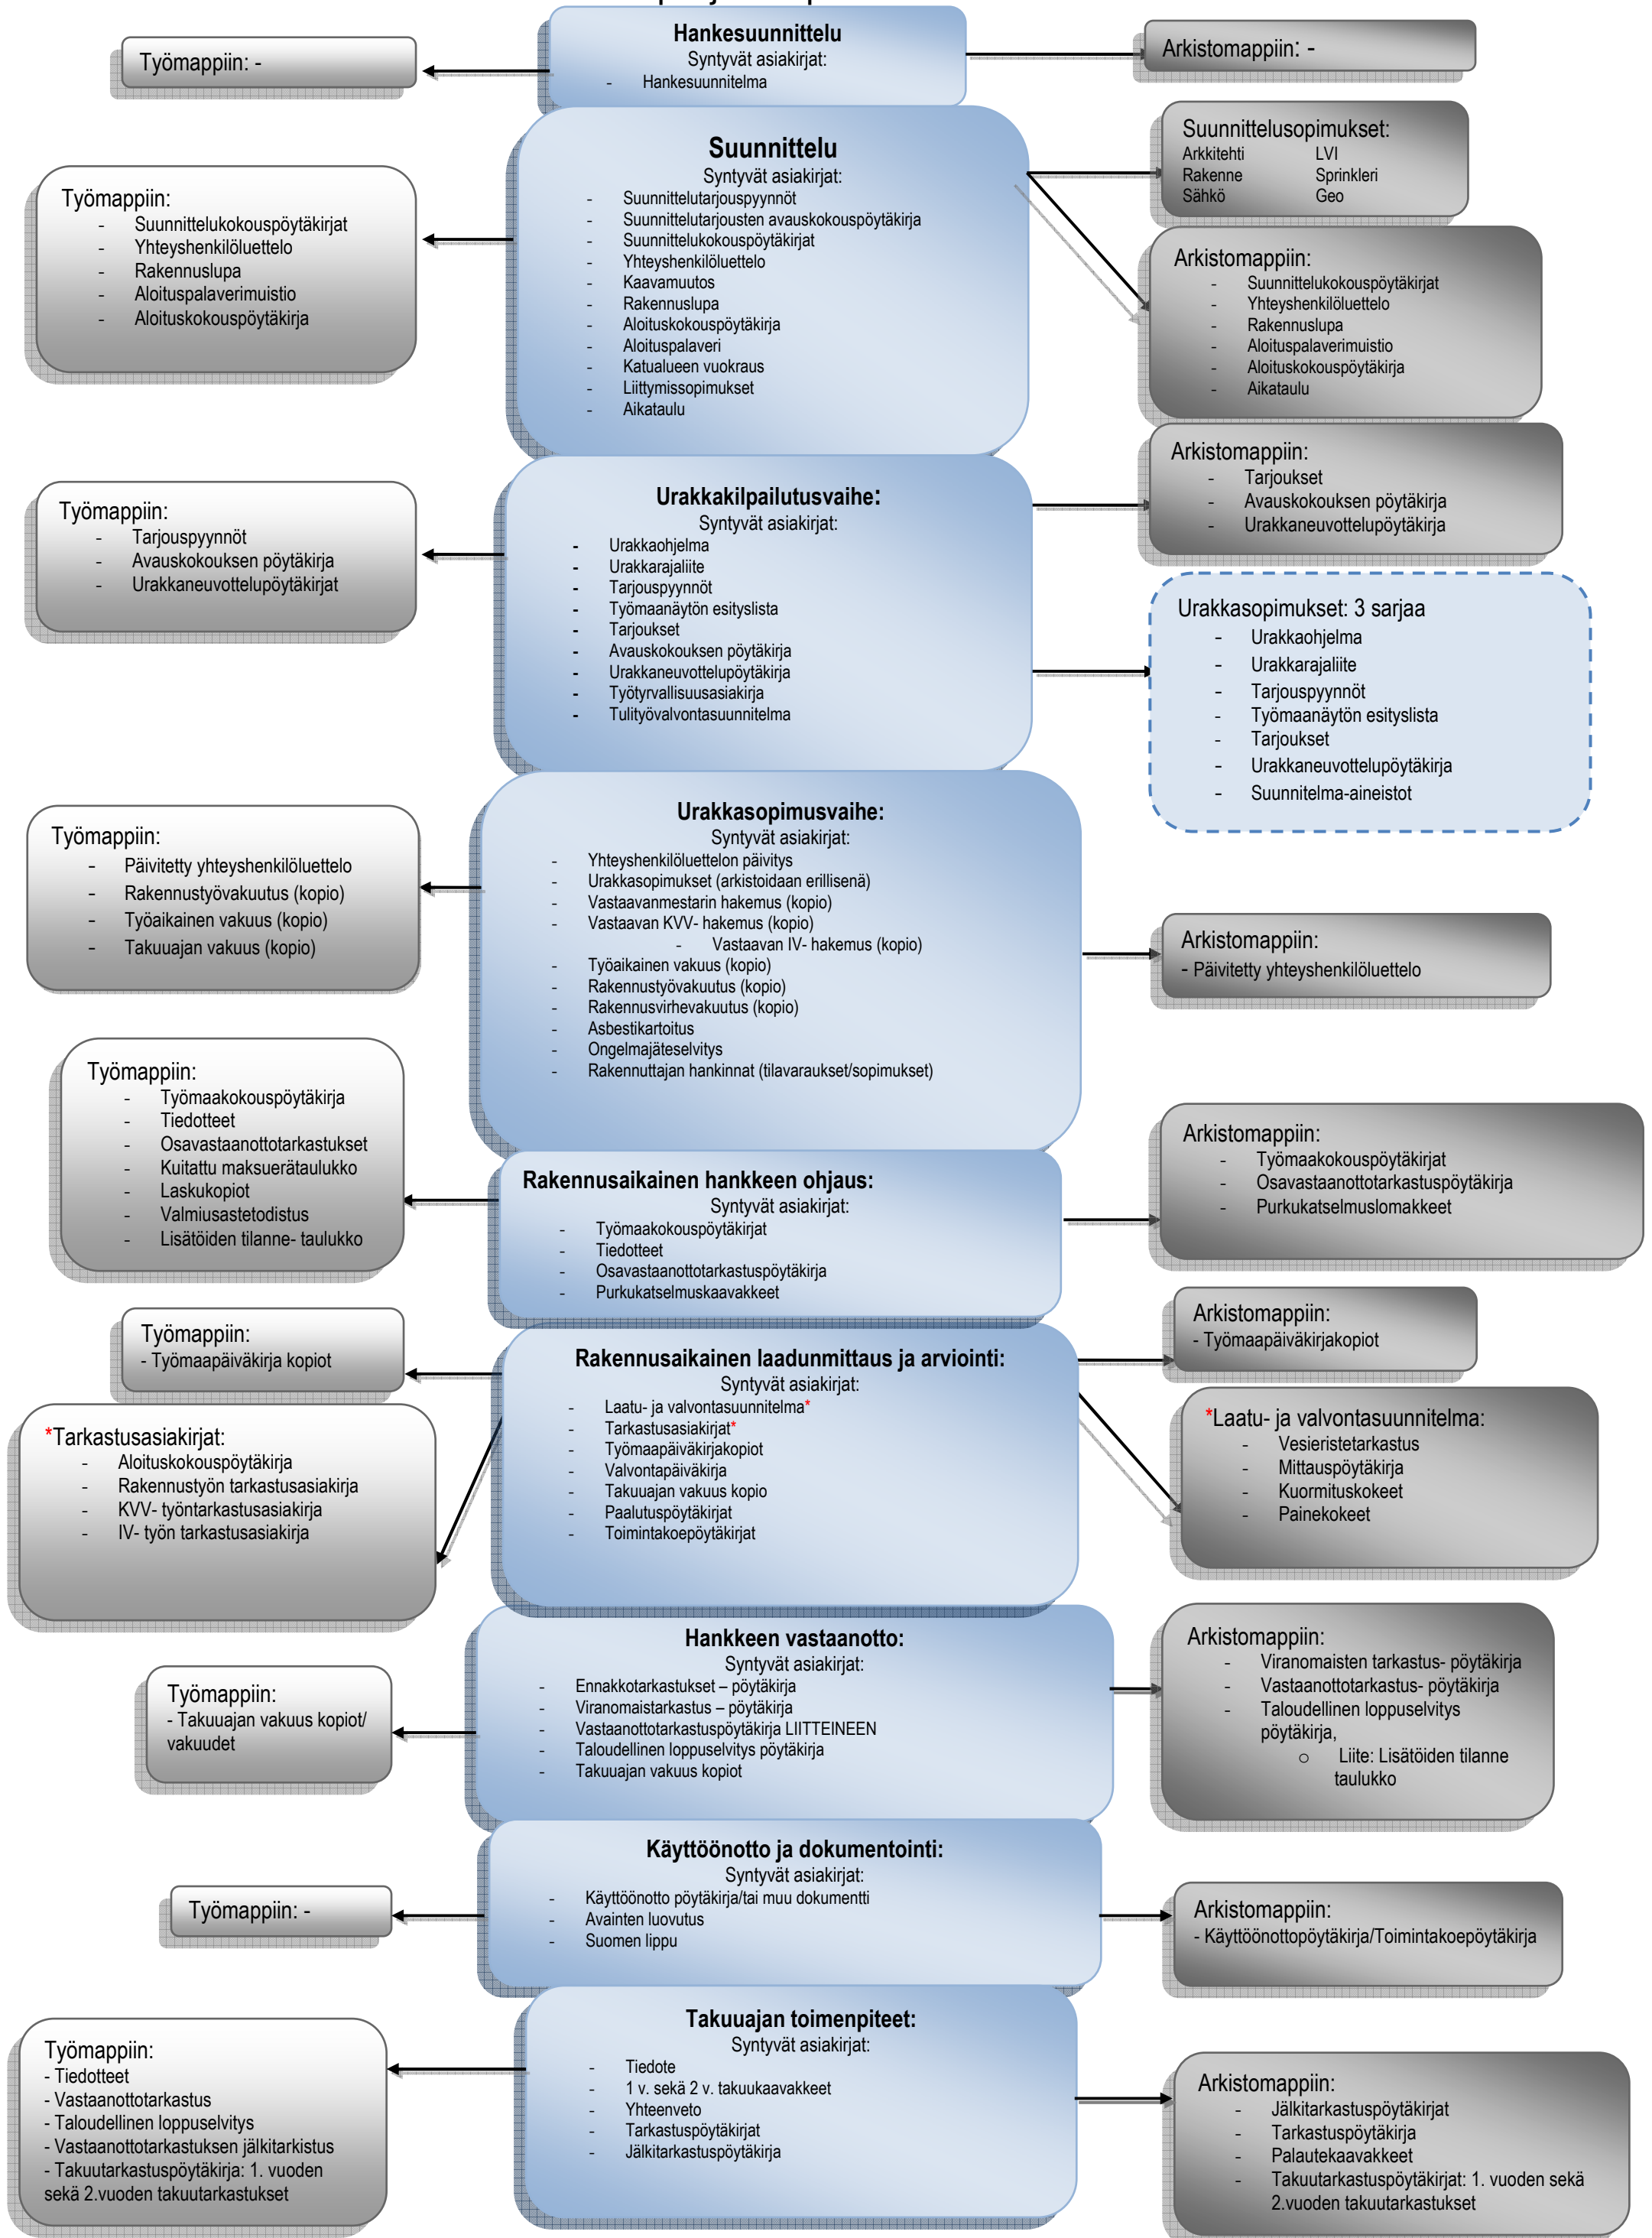 Hankesuunnittelu
Syntyvät asiakirjat:
- Hankesuunnitelma
Työmappiin: -
Arkistomappiin: -
Suunnittelu
Syntyvät asiakirjat:
- Suunnittelutarjouspyynnöt
- Suunnittelutarjousten avauskokouspöytäkirja
- Suunnittelukokouspöytäkirjat
- Yhteyshenkilöluettelo
- Kaavamuutos
- Rakennuslupa
- Aloituskokouspöytäkirja
- Aloituspalaveri
- Katualueen vuokraus
- Liittymissopimukset
- Aikataulu
Työmappiin:
- Suunnittelukokouspöytäkirjat
- Yhteyshenkilöluettelo
- Rakennuslupa
- Aloituspalaverimuistio
- Aloituskokouspöytäkirja
Suunnittelusopimukset:
Arkkitehti LVI
Rakenne Sprinkleri
Sähkö Geo
Arkistomappiin:
- Suunnittelukokouspöytäkirjat
- Yhteyshenkilöluettelo
- Rakennuslupa
- Aloituspalaverimuistio
- Aloituskokouspöytäkirja
- Aikataulu
Urakkakilpailutusvaihe:
Syntyvät asiakirjat:
- Urakkaohjelma
- Urakkarajaliite
- Tarjouspyynnöt
- Työmaanäytön esityslista
- Tarjoukset
- Avauskokouksen pöytäkirja
- Urakkaneuvottelupöytäkirja
- Työtyrvallisuusasiakirja
- Tulityövalvontasuunnitelma
Työmappiin:
- Tarjouspyynnöt
- Avauskokouksen pöytäkirja
- Urakkaneuvottelupöytäkirjat
Arkistomappiin:
- Tarjoukset
- Avauskokouksen pöytäkirja
- Urakkaneuvottelupöytäkirja
Urakkasopimukset: 3 sarjaa
- Urakkaohjelma
- Urakkarajaliite
- Tarjouspyynnöt
- Työmaanäytön esityslista
- Tarjoukset
- Urakkaneuvottelupöytäkirja
- Suunnitelma-aineistot
Urakkasopimusvaihe:
Syntyvät asiakirjat:
- Yhteyshenkilöluettelon päivitys
- Urakkasopimukset (arkistoidaan erillisenä)
- Vastaavanmestarin hakemus (kopio)
- Vastaavan KVV- hakemus (kopio)
- Vastaavan IV- hakemus (kopio)
- Työaikainen vakuus (kopio)
- Rakennustyövakuutus (kopio)
- Rakennusvirhevakuutus (kopio)
- Asbestikartoitus
- Ongelmajäteselvitys
- Rakennuttajan hankinnat (tilavaraukset/sopimukset)
Työmappiin:
- Päivitetty yhteyshenkilöluettelo
- Rakennustyövakuutus (kopio)
- Työaikainen vakuus (kopio)
- Takuuajan vakuus (kopio)
Arkistomappiin:
- Päivitetty yhteyshenkilöluettelo
Työmappiin:
- Työmaakokouspöytäkirja
- Tiedotteet
- Osavastaanottotarkastukset
- Kuitattu maksuerätaulukko
- Laskukopiot
- Valmiusastetodistus
- Lisätöiden tilanne- taulukko
Rakennusaikainen hankkeen ohjaus:
Syntyvät asiakirjat:
- Työmaakokouspöytäkirjat
- Tiedotteet
- Osavastaanottotarkastuspöytäkirja
- Purkukatselmuskaavakkeet
Arkistomappiin:
- Työmaakokouspöytäkirjat
- Osavastaanottotarkastuspöytäkirja
- Purkukatselmuslomakkeet
Työmappiin:
- Työmaapäiväkirja kopiot
Rakennusaikainen laadunmittaus ja arviointi:
Syntyvät asiakirjat:
- Laatu- ja valvontasuunnitelma*
- Tarkastusasiakirjat*
- Työmaapäiväkirjakopiot
- Valvontapäiväkirja
- Takuuajan vakuus kopio
- Paalutuspöytäkirjat
- Toimintakoepöytäkirjat
Arkistomappiin:
- Työmaapäiväkirjakopiot
*Tarkastusasiakirjat:
- Aloituskokouspöytäkirja
- Rakennustyön tarkastusasiakirja
- KVV- työntarkastusasiakirja
- IV- työn tarkastusasiakirja
*Laatu- ja valvontasuunnitelma:
- Vesieristetarkastus
- Mittauspöytäkirja
- Kuormituskokeet
- Painekokeet
Hankkeen vastaanotto:
Syntyvät asiakirjat:
- Ennakkotarkastukset – pöytäkirja
- Viranomaistarkastus – pöytäkirja
- Vastaanottotarkastuspöytäkirja LIITTEINEEN
- Taloudellinen loppuselvitys pöytäkirja
- Takuuajan vakuus kopiot
Työmappiin:
- Takuuajan vakuus kopiot/
vakuudet
Arkistomappiin:
- Viranomaisten tarkastus- pöytäkirja
- Vastaanottotarkastus- pöytäkirja
- Taloudellinen loppuselvitys
pöytäkirja,
o Liite: Lisätöiden tilanne
taulukko
Käyttöönotto ja dokumentointi:
Syntyvät asiakirjat:
- Käyttöönotto pöytäkirja/tai muu dokumentti
- Avainten luovutus
- Suomen lippu
Työmappiin: -
Arkistomappiin:
- Käyttöönottopöytäkirja/Toimintakoepöytäkirja
Takuuajan toimenpiteet:
Syntyvät asiakirjat:
- Tiedote
- 1 v. sekä 2 v. takuukaavakkeet
- Yhteenveto
- Tarkastuspöytäkirjat
- Jälkitarkastuspöytäkirja
Työmappiin:
- Tiedotteet
- Vastaanottotarkastus
- Taloudellinen loppuselvitys
- Vastaanottotarkastuksen jälkitarkistus
- Takuutarkastuspöytäkirja: 1. vuoden
sekä 2.vuoden takuutarkastukset
Arkistomappiin:
- Jälkitarkastuspöytäkirjat
- Tarkastuspöytäkirja
- Palautekaavakkeet
- Takuutarkastuspöytäkirjat: 1. vuoden sekä
2.vuoden takuutarkastukset